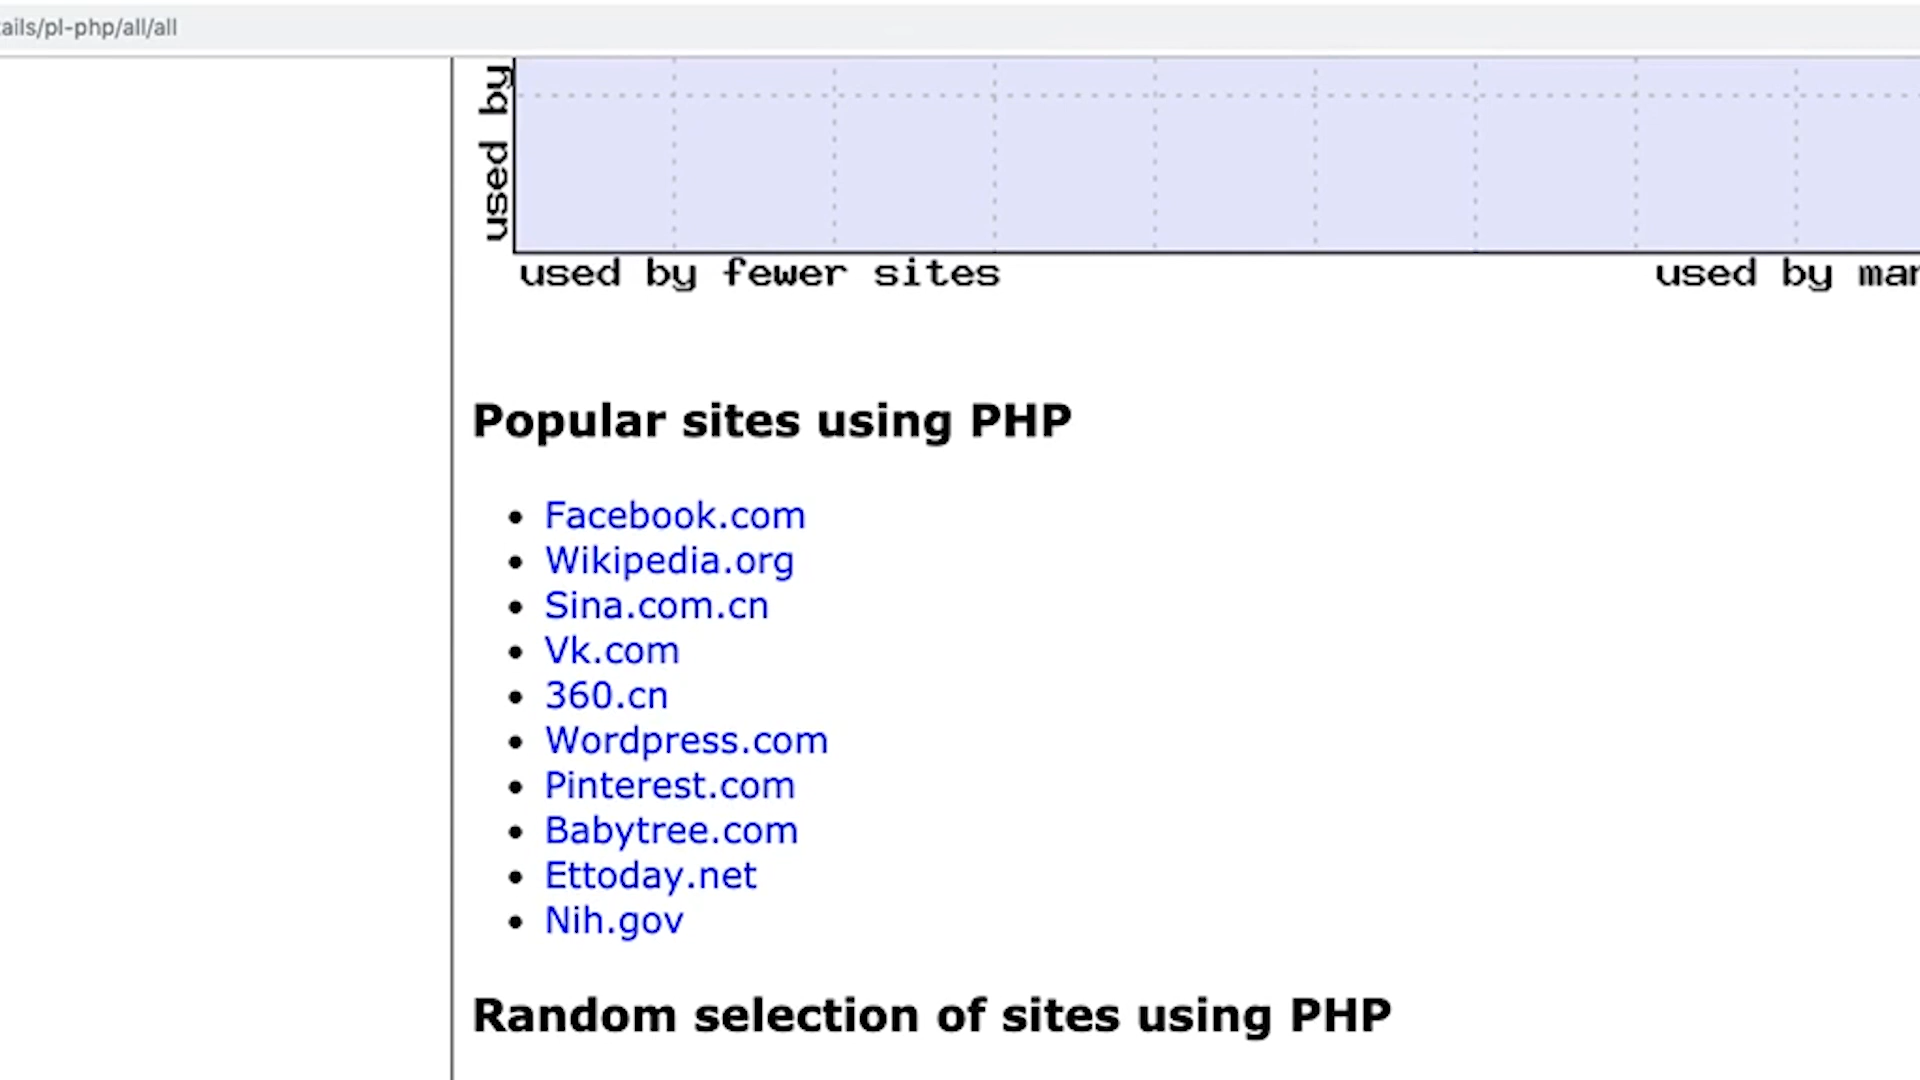 ails/pl-php/all/all
used by
used by fewer sites
used by
Popular sites using PHP
Facebook.com
Wikipedia.org
Sina.com.cn
Vk.com
360.cn
Wordpress.com
Pinterest.com
Babytree.com
Ettoday.net
Nih.gov
Random selection of sites using PHP